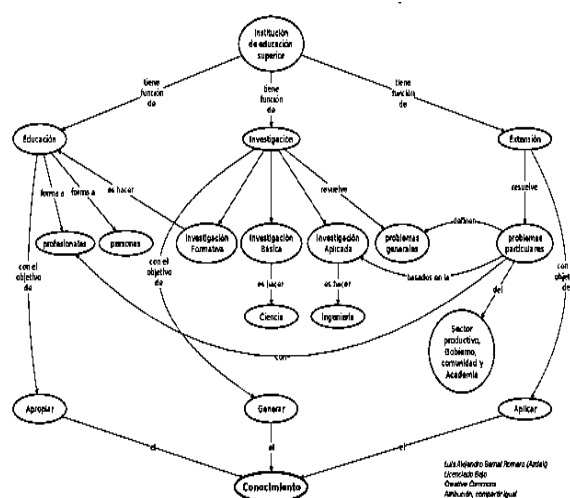 Institución
de educación
superior
tiene
función
de
tiene
función
de
tiene
función
de
Educación
Investigación
Extensión
forma a
forma a
es hacer
resuelve
resuelve
profesionales
personas
Investigación
Formativa
Investigación
Básica
Investigación
Aplicada
problemas
generales
definen
problemas
particulares
basados en la
con el
objetivo
de
con el
objetivo
de
es hacer
es hacer
del
con
objeti
de
Ciencia
Ingeniería
Sector
productivo,
Gobierno,
comunidad y
Academia
con
Apropiar
Generar
Aplicar
el
el
el
Conocimiento
Luis Alejandro Bernal Romero (Aztlek)
Licenciado Bajo
Creative Commons
Atribución, compartir igual